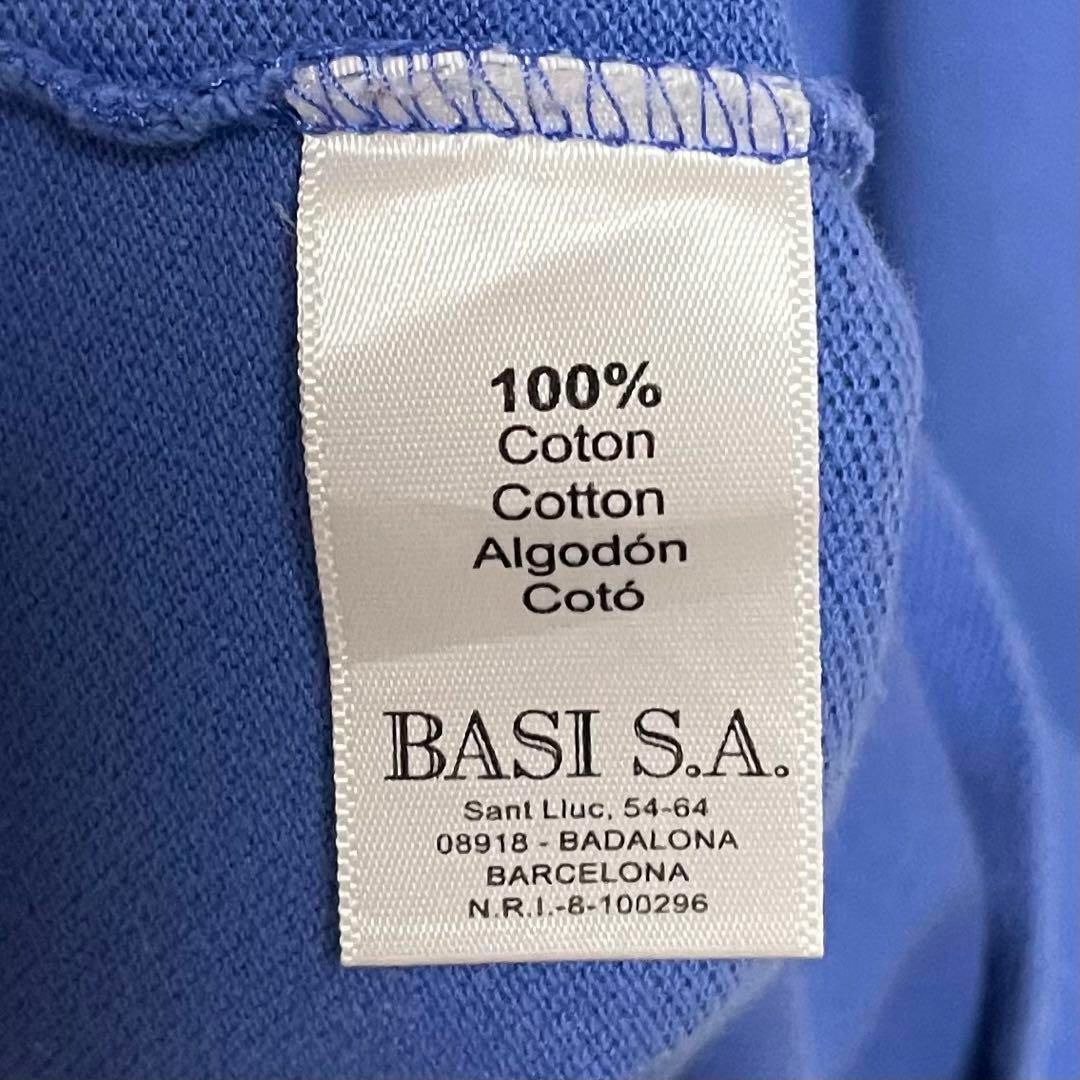 100%
Coton
Cotton
Algodón
Cotó
BASI S.A.
Sant Lluc, 54-64
08918 - BADALONA
BARCELONA
N.R.I.-8-100296